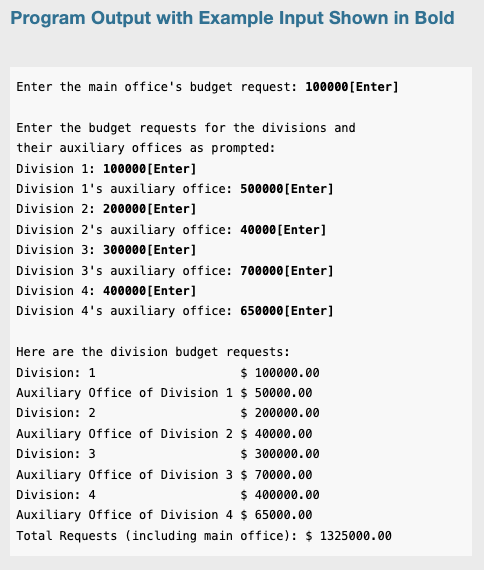 Program Output with Example Input Shown in Bold
Enter the main office's budget request: 100000[Enter]
Enter the budget requests for the divisions and
their auxiliary offices as prompted:
Division 1: 100000[Enter]
Division 1's auxiliary office: 500000[Enter]
Division 2: 200000[Enter]
Division 2's auxiliary office: 40000[Enter]
Division 3: 300000[Enter]
Division 3's auxiliary office: 700000[Enter]
Division 4: 400000[Enter]
Division 4's auxiliary office: 650000[Enter]
Here are the division budget requests:
Division: 1 $ 100000.00
Auxiliary Office of Division 1 $ 50000.00
Division: 2 $ 200000.00
Auxiliary Office of Division 2 $ 40000.00
Division: 3 $ 300000.00
Auxiliary Office of Division 3 $ 70000.00
Division: 4 $ 400000.00
Auxiliary Office of Division 4 $ 65000.00
Total Requests (including main office): $ 1325000.00